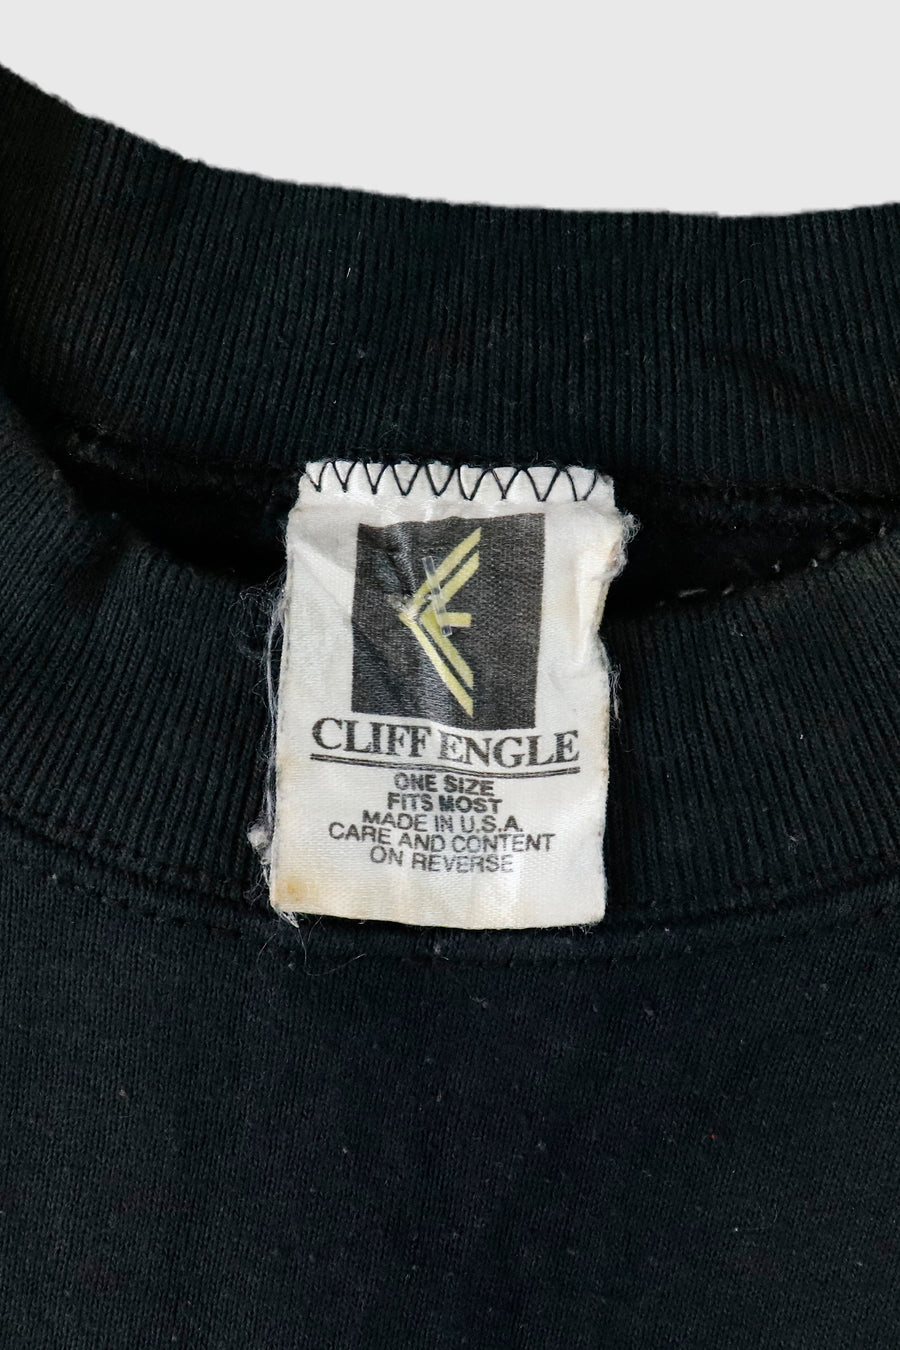 CLIFF ENGLE
ONE SIZE
FITS MOST
MADE IN U.S.A.
CARE AND CONTENT
ON REVERSE